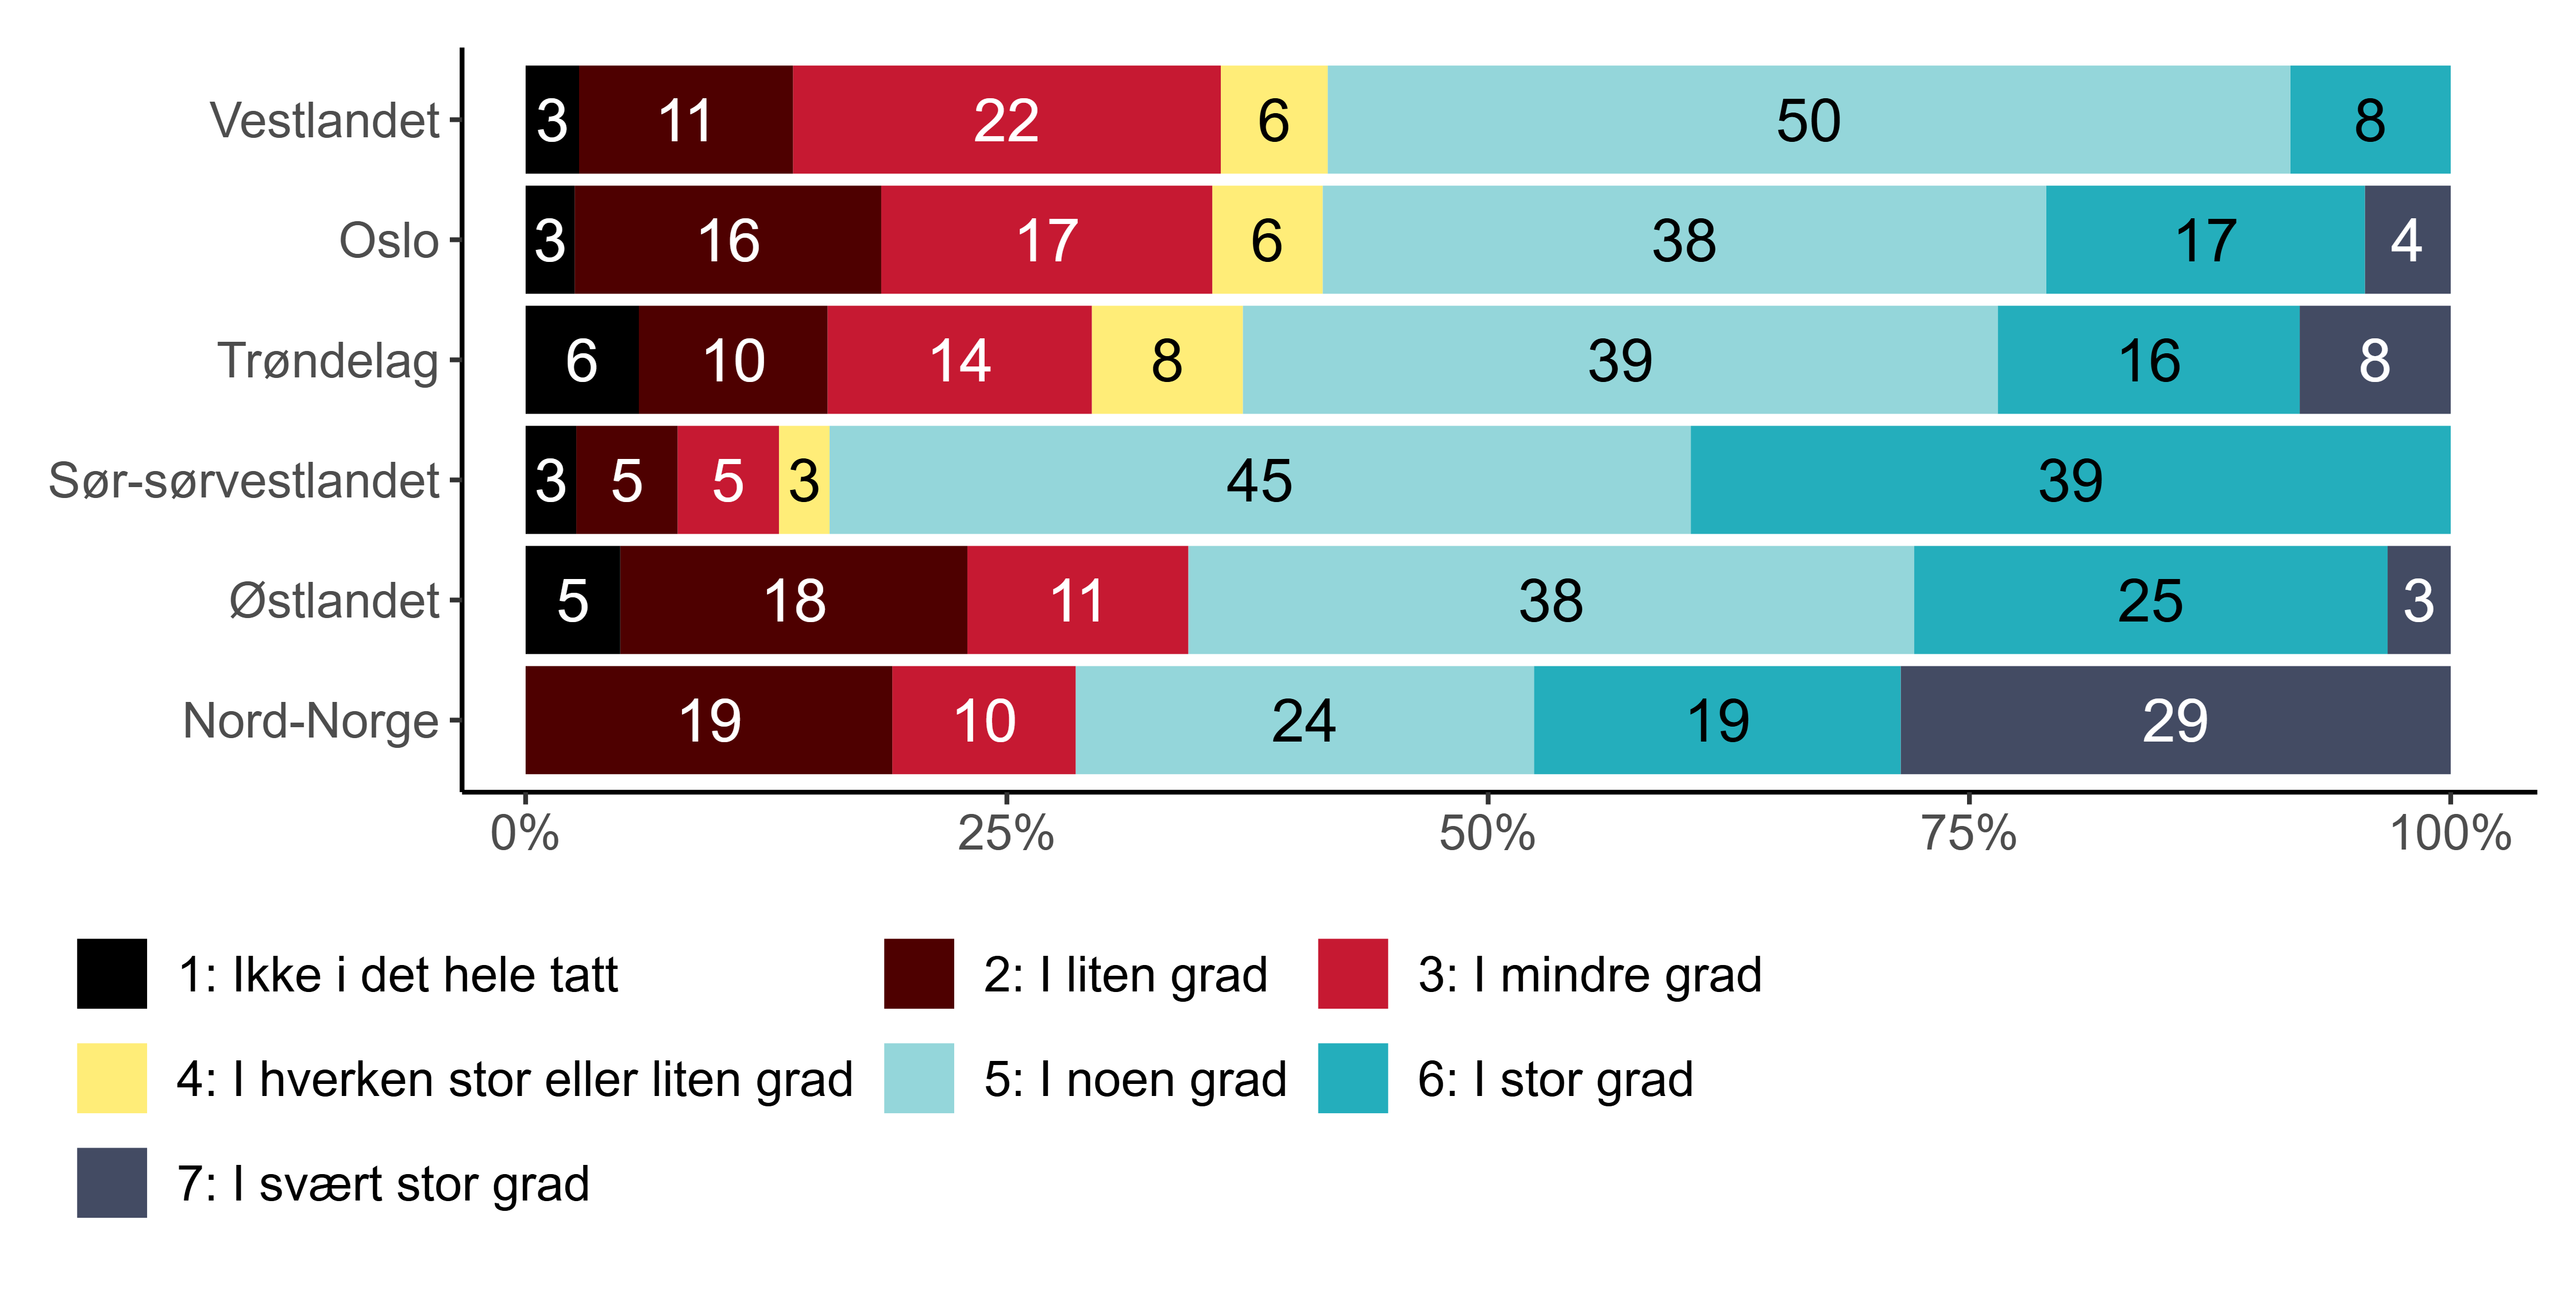 Vestlandet 3 11 22 6 50 8
Oslo 3 16 17 6 38 17 4
Trøndelag 6 10 14 8 39 16 8
Sør-sørvestlandet 3 5 5 3 45 39
Østlandet 5 18 11 38 25 3
Nord-Norge 19 10 24 19 29
0% 25% 50% 75% 100%
1: Ikke i det hele tatt 2: I liten grad 3: I mindre grad
4: I hverken stor eller liten grad 5: I noen grad 6: I stor grad
7: I svært stor grad